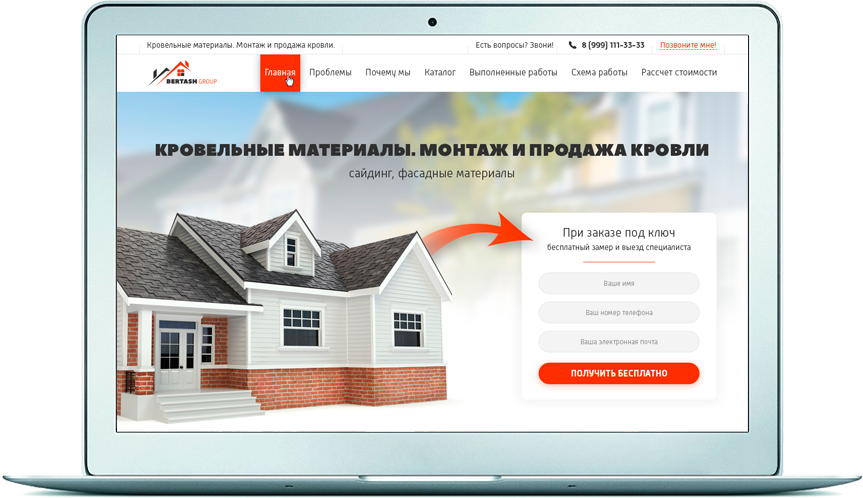 Кровельные материалы. Монтаж и продажа кровли.
Есть вопросы? Звони!
8 (999) 111-33-33
Позвоните мне!
BERTASH GROUP
Главная
Проблемы
Почему мы
Каталог
Выполненные работы
Схема работы
Рассчет стоимости
КРОВЕЛЬНЫЕ МАТЕРИАЛЫ. МОНТАЖ И ПРОДАЖА КРОВЛИ
сайдинг, фасадные материалы
При заказе под ключ
бесплатный замер и выезд специалиста
Ваше имя
Ваш номер телефона
Ваша электронная почта
ПОЛУЧИТЬ БЕСПЛАТНО